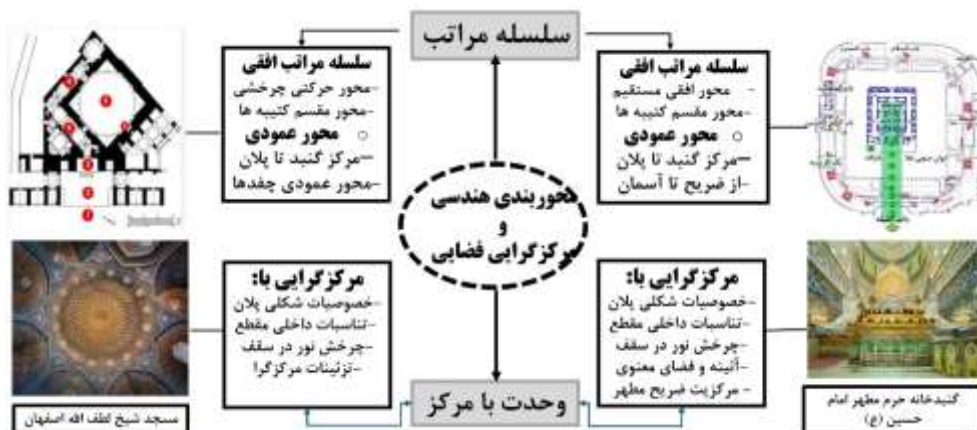 سلسله مراتب
سلسله مراتب افقی
- محور افقی مستقیم
-محور مقسم کتیبه ها
○ محور عمودی
-مرکز گنبد تا پلان
-از ضریح تا آسمان
سلسله مراتب افقی
-محور حرکتی چرخشی
-محور مقسم کتیبه ها
○ محور عمودی
-مرکز گنبد تا پلان
-محور عمودی چفدها
محوربندی هندسی
و
مرکزگرایی فضایی
مرکزگرایی با:
-خصوصیات شکلی پلان
-تناسبات داخلی مقطع
-چرخش نور در سقف
-آئینه و فضای معنوی
-مرکزیت ضریح مطهر
مرکزگرایی با:
-خصوصیات شکلی پلان
-تناسبات داخلی مقطع
-چرخش نور در سقف
-تزئینات مرکزگرا
وحدت با مرکز
گنبدخانه حرم مطهر امام
حسین (ع)
مسجد شیخ لطف الله اصفهان